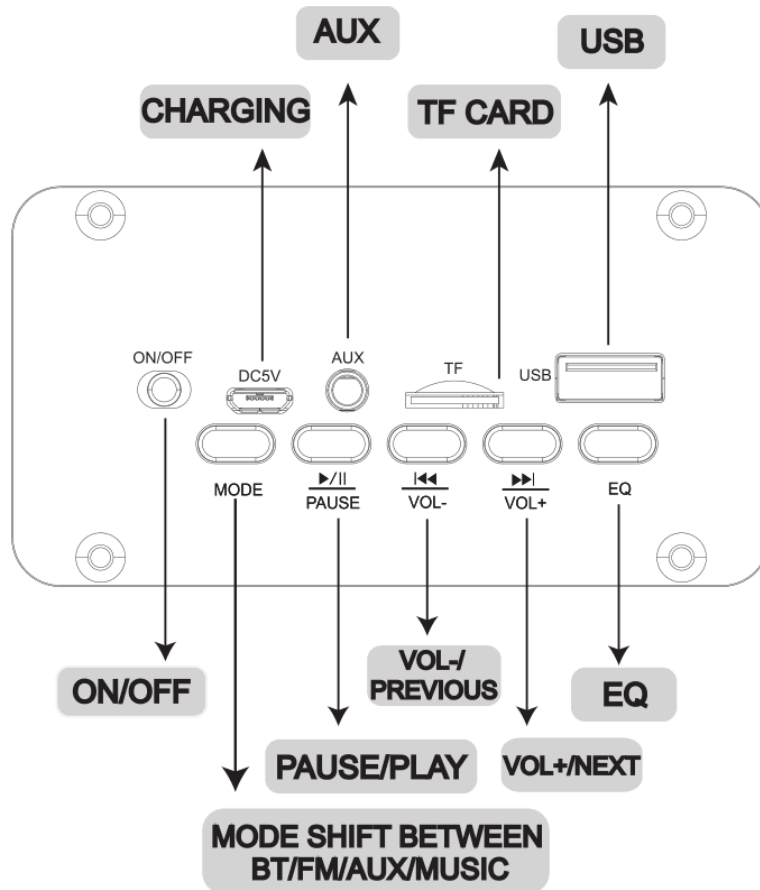 AUX
USB
CHARGING
TF CARD
ON/OFF
DC5V
AUX
TF
USB
MODE
▶/II
PAUSE
I◀◀
VOL-
▶▶I
VOL+
EQ
ON/OFF
VOL-/
PREVIOUS
EQ
PAUSE/PLAY
VOL+/NEXT
MODE SHIFT BETWEEN
BT/FM/AUX/MUSIC